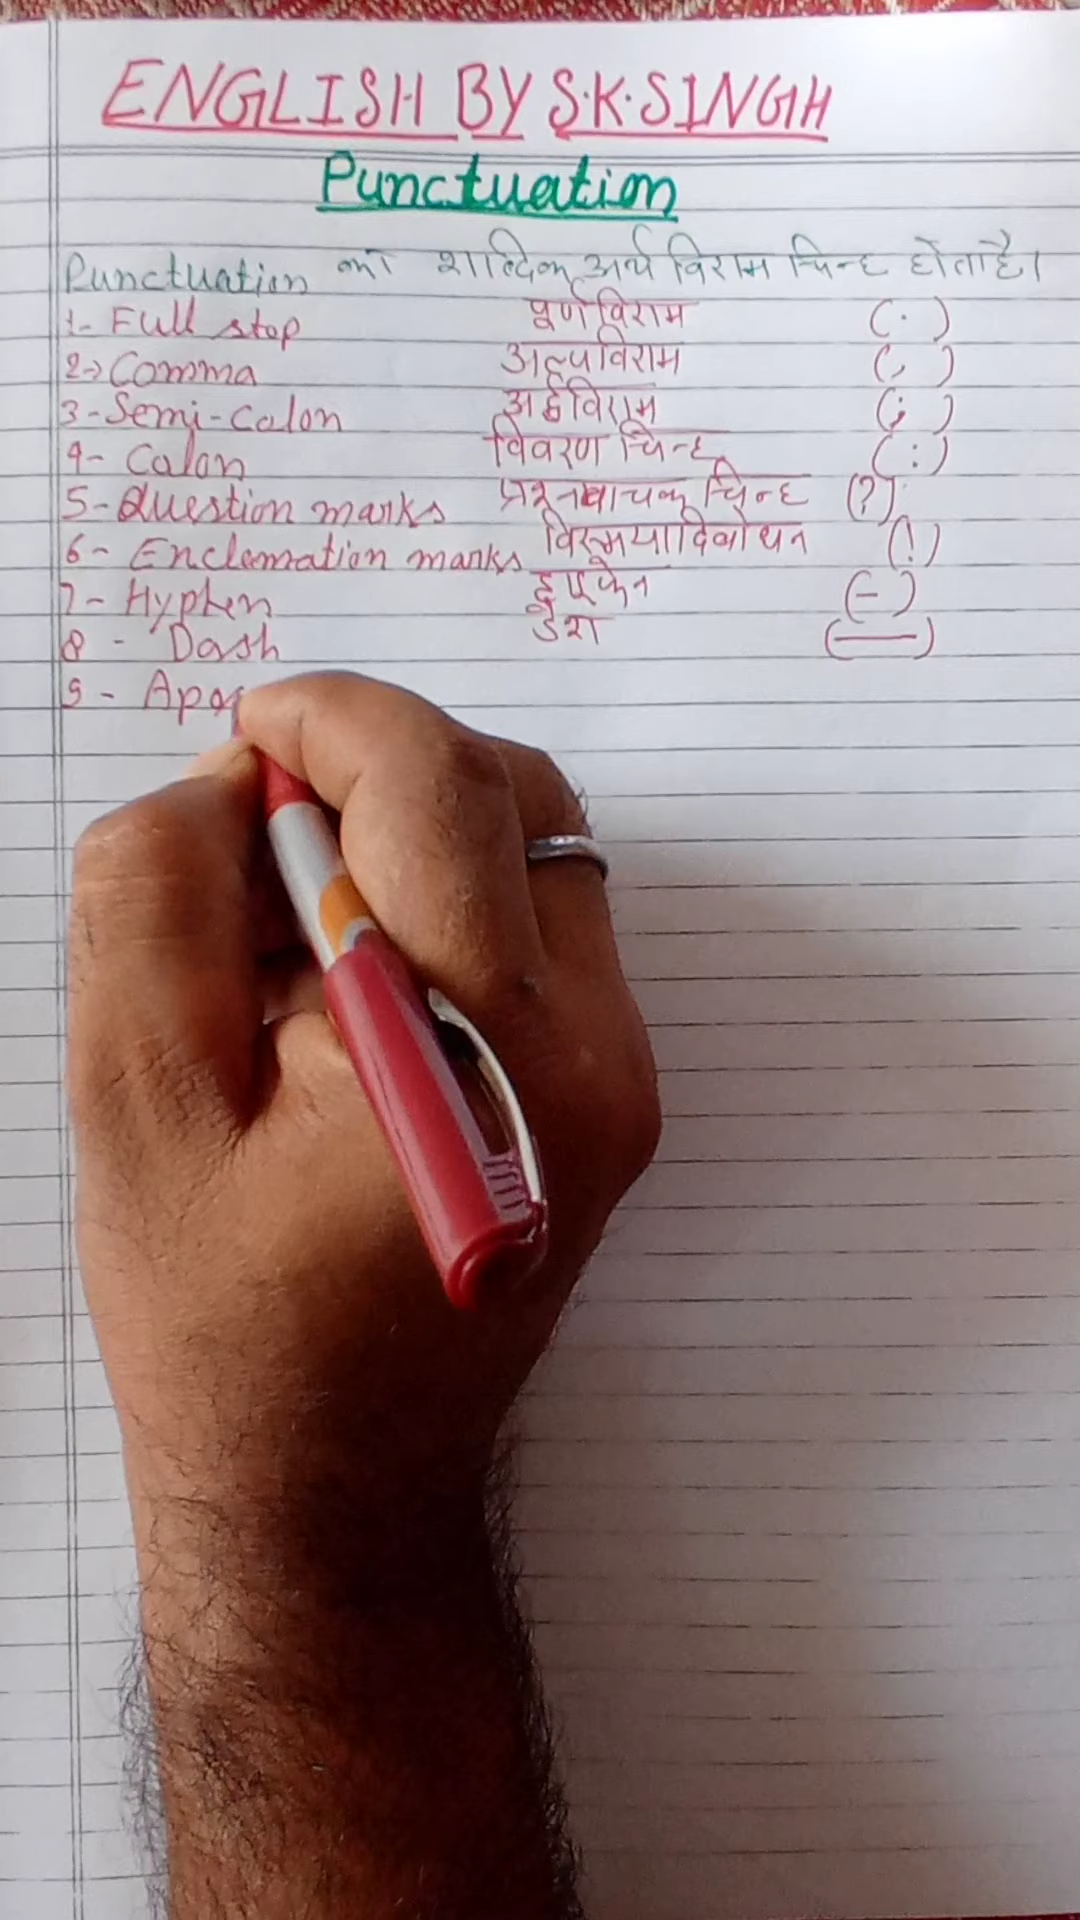 ENGLISH BY S.K.SINGH
Punctuation
Punctuation का शाब्दिक अर्थ विराम चिन्ह होता है।
1- Full stop पूर्ण विराम (.)
2-> Comma अल्पविराम (,)
3-Semi-Colon अर्द्धविराम (;)
4- Colon विवरण चिन्ह (:)
5-Question marks प्रश्नवाचक चिन्ह (?)
6- Enclamation marks विस्मयादिबोधन (!)
7- Hyphen हाइफेन (-)
8 - Dash डैश (—)
9 - Apos